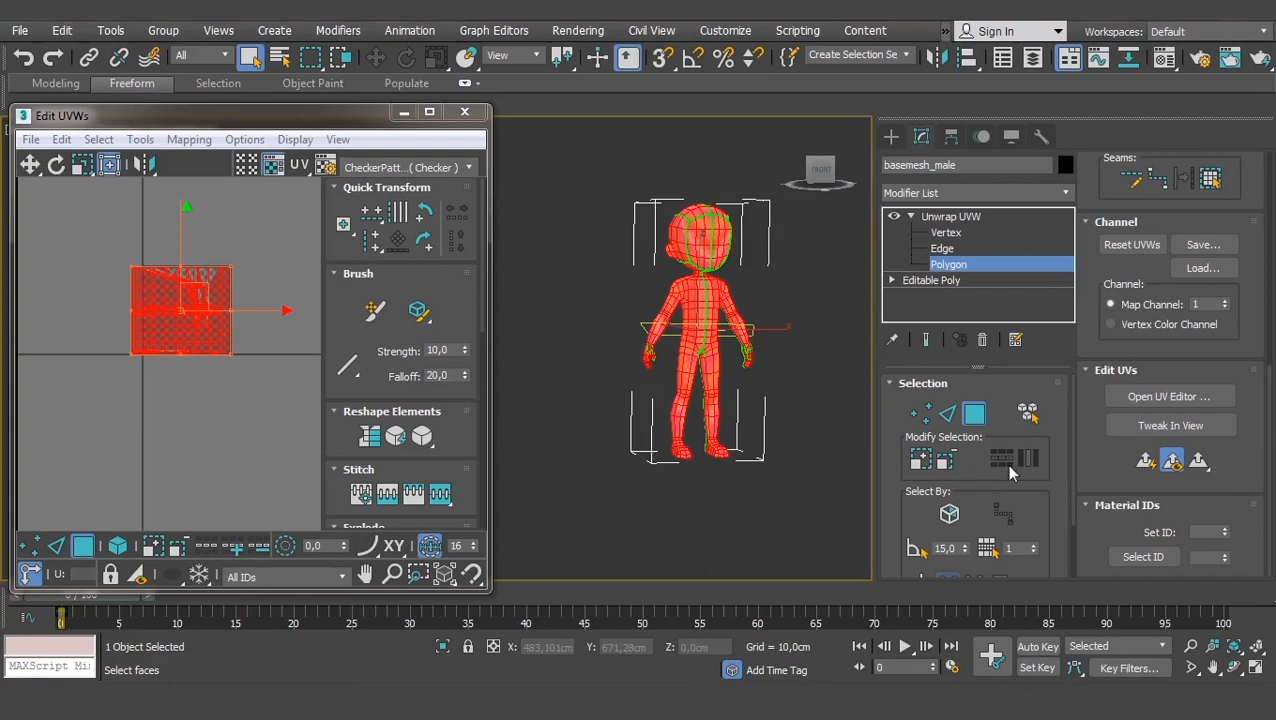 File Edit Tools Group Views Create Modifiers Animation Graph Editors Rendering Civil View Customize Scripting Content » Sign In Workspaces: Default
All View Create Selection Se
Modeling Freeform Selection Object Paint Populate
3 Edit UVWs
File Edit Select Tools Mapping Options Display View
UV CheckerPatt...( Checker )
Quick Transform
Brush
Strength: 10,0
Falloff: 20,0
Reshape Elements
Stitch
Explode
0,0 XY 16
U: All IDs
FRONT
basemesh_male
Modifier List
Unwrap UVW
Vertex
Edge
Polygon
Editable Poly
Selection
Modify Selection:
Select By:
15,0 1
Seams:
Channel
Reset UVWs Save...
Load...
Channel:
Map Channel: 1
Vertex Color Channel
Edit UVs
Open UV Editor ...
Tweak In View
Material IDs
Set ID:
Select ID
0 / 100
0 5 10 15 20 25 30 35 40 45 50 55 60 65 70 75 80 85 90 95 100
1 Object Selected X: 483,101cm Y: 671,28cm Z: 0,0cm Grid = 10,0cm Auto Key Selected
MAXScript Mi: Select faces Add Time Tag 0 Set Key Key Filters...